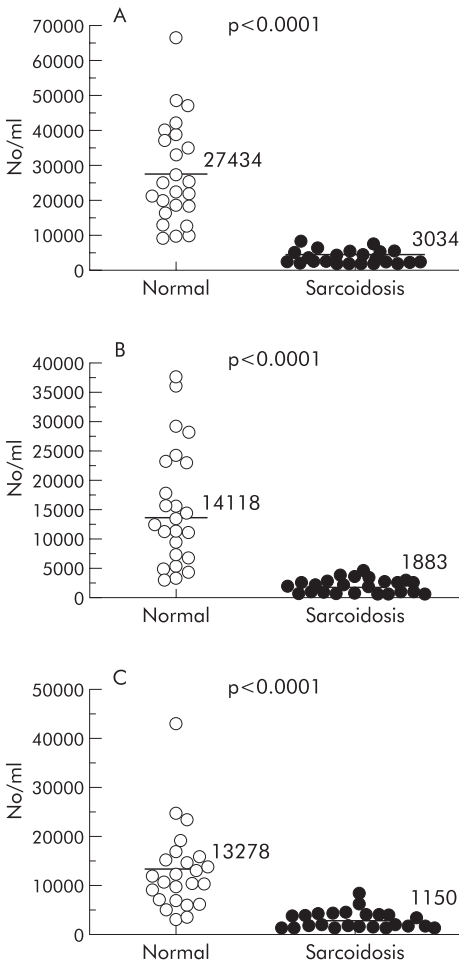 A
p<0.0001
70000
60000
50000
40000
30000
20000
10000
0
No/ml
27434
3034
Normal
Sarcoidosis
B
p<0.0001
40000
35000
30000
25000
20000
15000
10000
5000
0
No/ml
14118
1883
Normal
Sarcoidosis
C
p<0.0001
50000
40000
30000
20000
10000
0
No/ml
13278
1150
Normal
Sarcoidosis